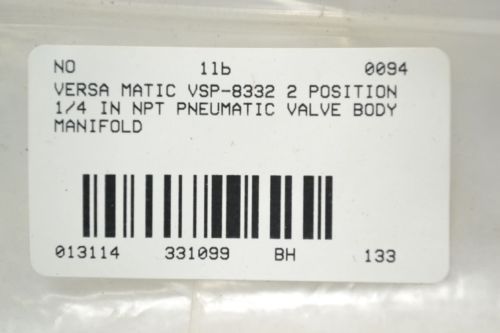 NO 1lb 0094
VERSA MATIC VSP-8332 2 POSITION
1/4 IN NPT PNEUMATIC VALVE BODY
MANIFOLD
013114 331099 BH 133